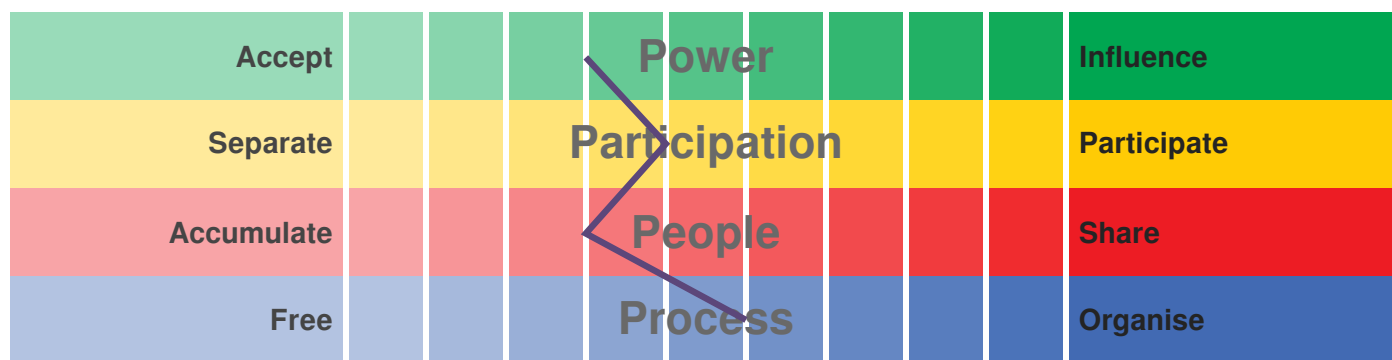 Accept Power Influence
Separate Participation Participate
Accumulate People Share
Free Process Organise